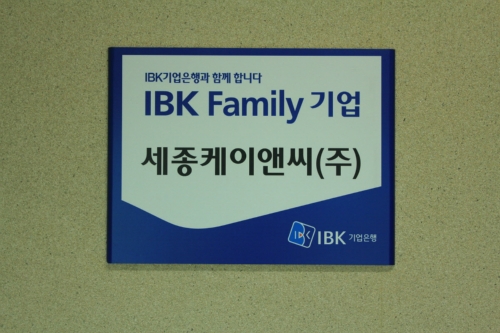 IBK기업은행과 함께 합니다
IBK Family 기업
세종케이앤씨(주)
IBK 기업은행